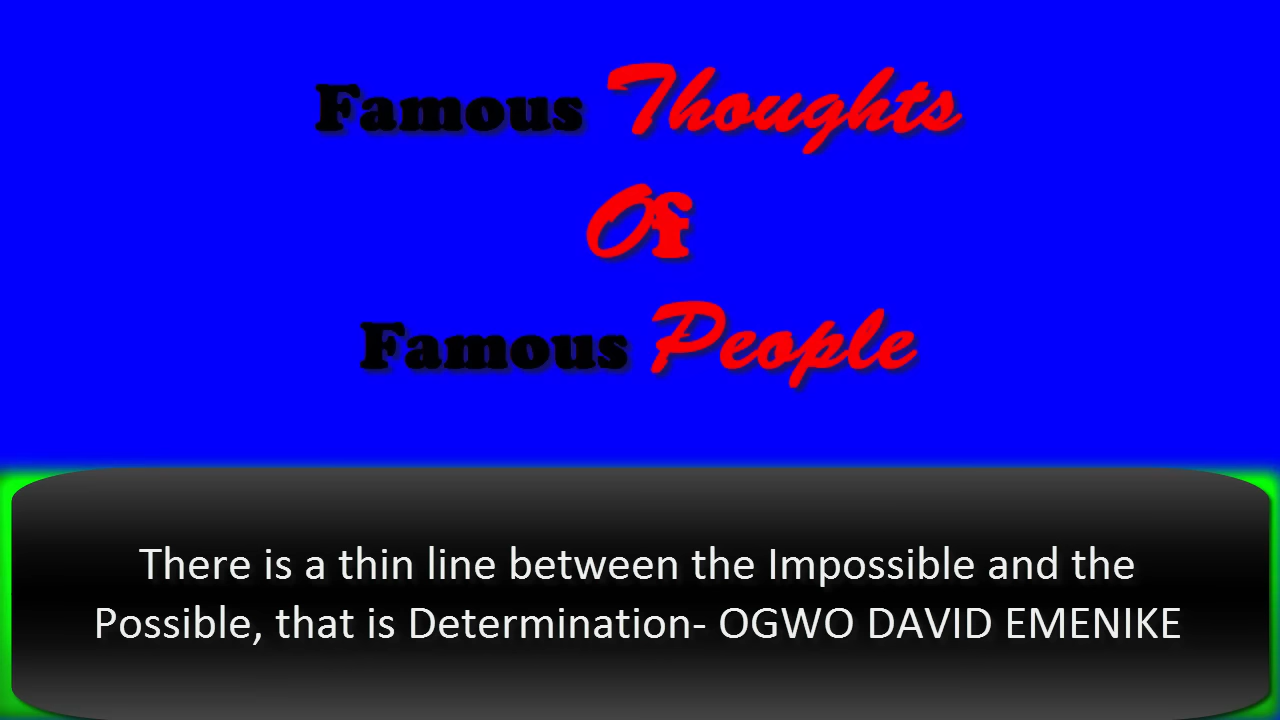 Famous Thoughts
Of
Famous People
There is a thin line between the Impossible and the
Possible, that is Determination- OGWO DAVID EMENIKE